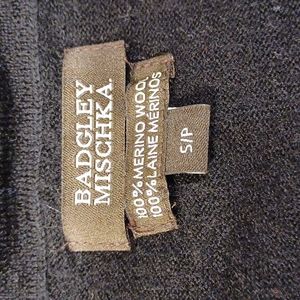 BADGLEY
MISCHKA.
100% MERINO WOOL
100% LAINE MÉRINOS
S/P